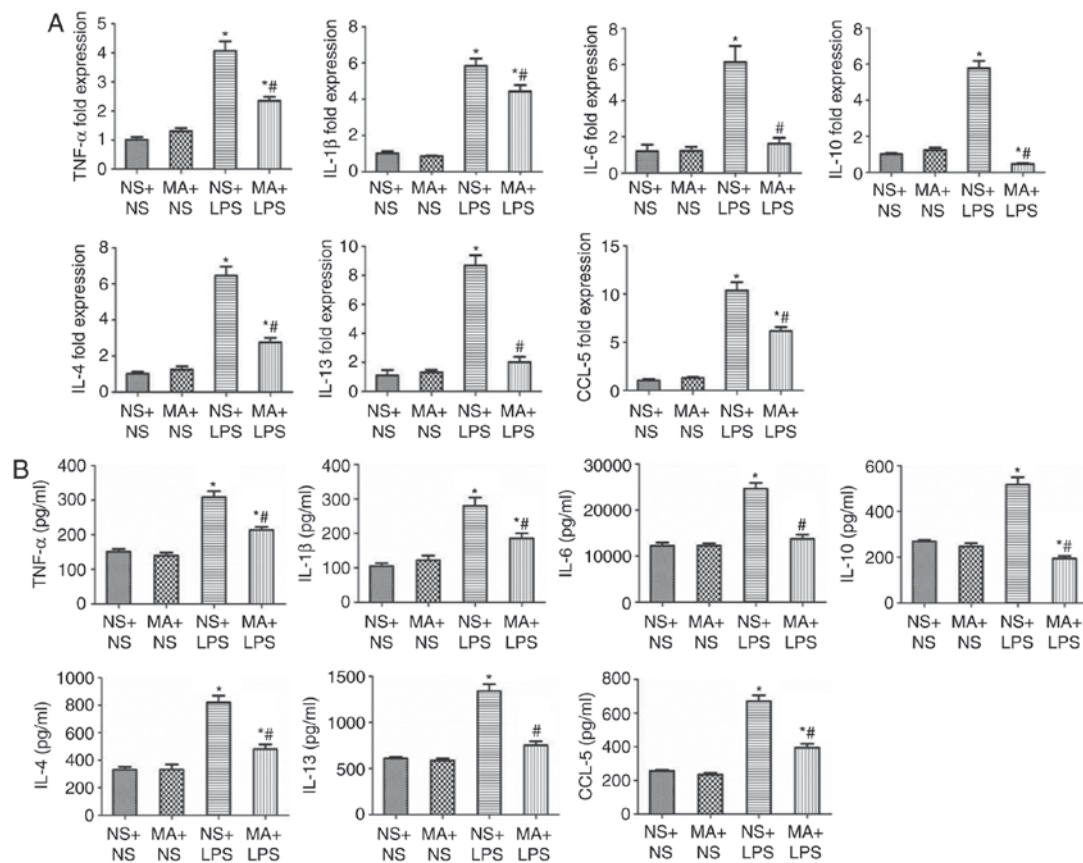 A
TNF-α fold expression
5
4
3
2
1
0
*
*#
NS+ MA+ NS+ MA+
NS NS LPS LPS
IL-1β fold expression
8
6
4
2
0
*
*#
NS+ MA+ NS+ MA+
NS NS LPS LPS
IL-6 fold expression
8
6
4
2
0
*
#
NS+ MA+ NS+ MA+
NS NS LPS LPS
IL-10 fold expression
8
6
4
2
0
*
*#
NS+ MA+ NS+ MA+
NS NS LPS LPS
IL-4 fold expression
8
6
4
2
0
*
*#
NS+ MA+ NS+ MA+
NS NS LPS LPS
IL-13 fold expression
10
8
6
4
2
0
*
#
NS+ MA+ NS+ MA+
NS NS LPS LPS
CCL-5 fold expression
15
10
5
0
*
*#
NS+ MA+ NS+ MA+
NS NS LPS LPS
B
TNF-α (pg/ml)
400
300
200
100
0
*
*#
NS+ MA+ NS+ MA+
NS NS LPS LPS
IL-1β (pg/ml)
400
300
200
100
0
*
*#
NS+ MA+ NS+ MA+
NS NS LPS LPS
IL-6 (pg/ml)
30000
20000
10000
0
*
#
NS+ MA+ NS+ MA+
NS NS LPS LPS
IL-10 (pg/ml)
600
400
200
0
*
*#
NS+ MA+ NS+ MA+
NS NS LPS LPS
IL-4 (pg/ml)
1000
800
600
400
200
0
*
*#
NS+ MA+ NS+ MA+
NS NS LPS LPS
IL-13 (pg/ml)
1500
1000
500
0
*
#
NS+ MA+ NS+ MA+
NS NS LPS LPS
CCL-5 (pg/ml)
800
600
400
200
0
*
*#
NS+ MA+ NS+ MA+
NS NS LPS LPS